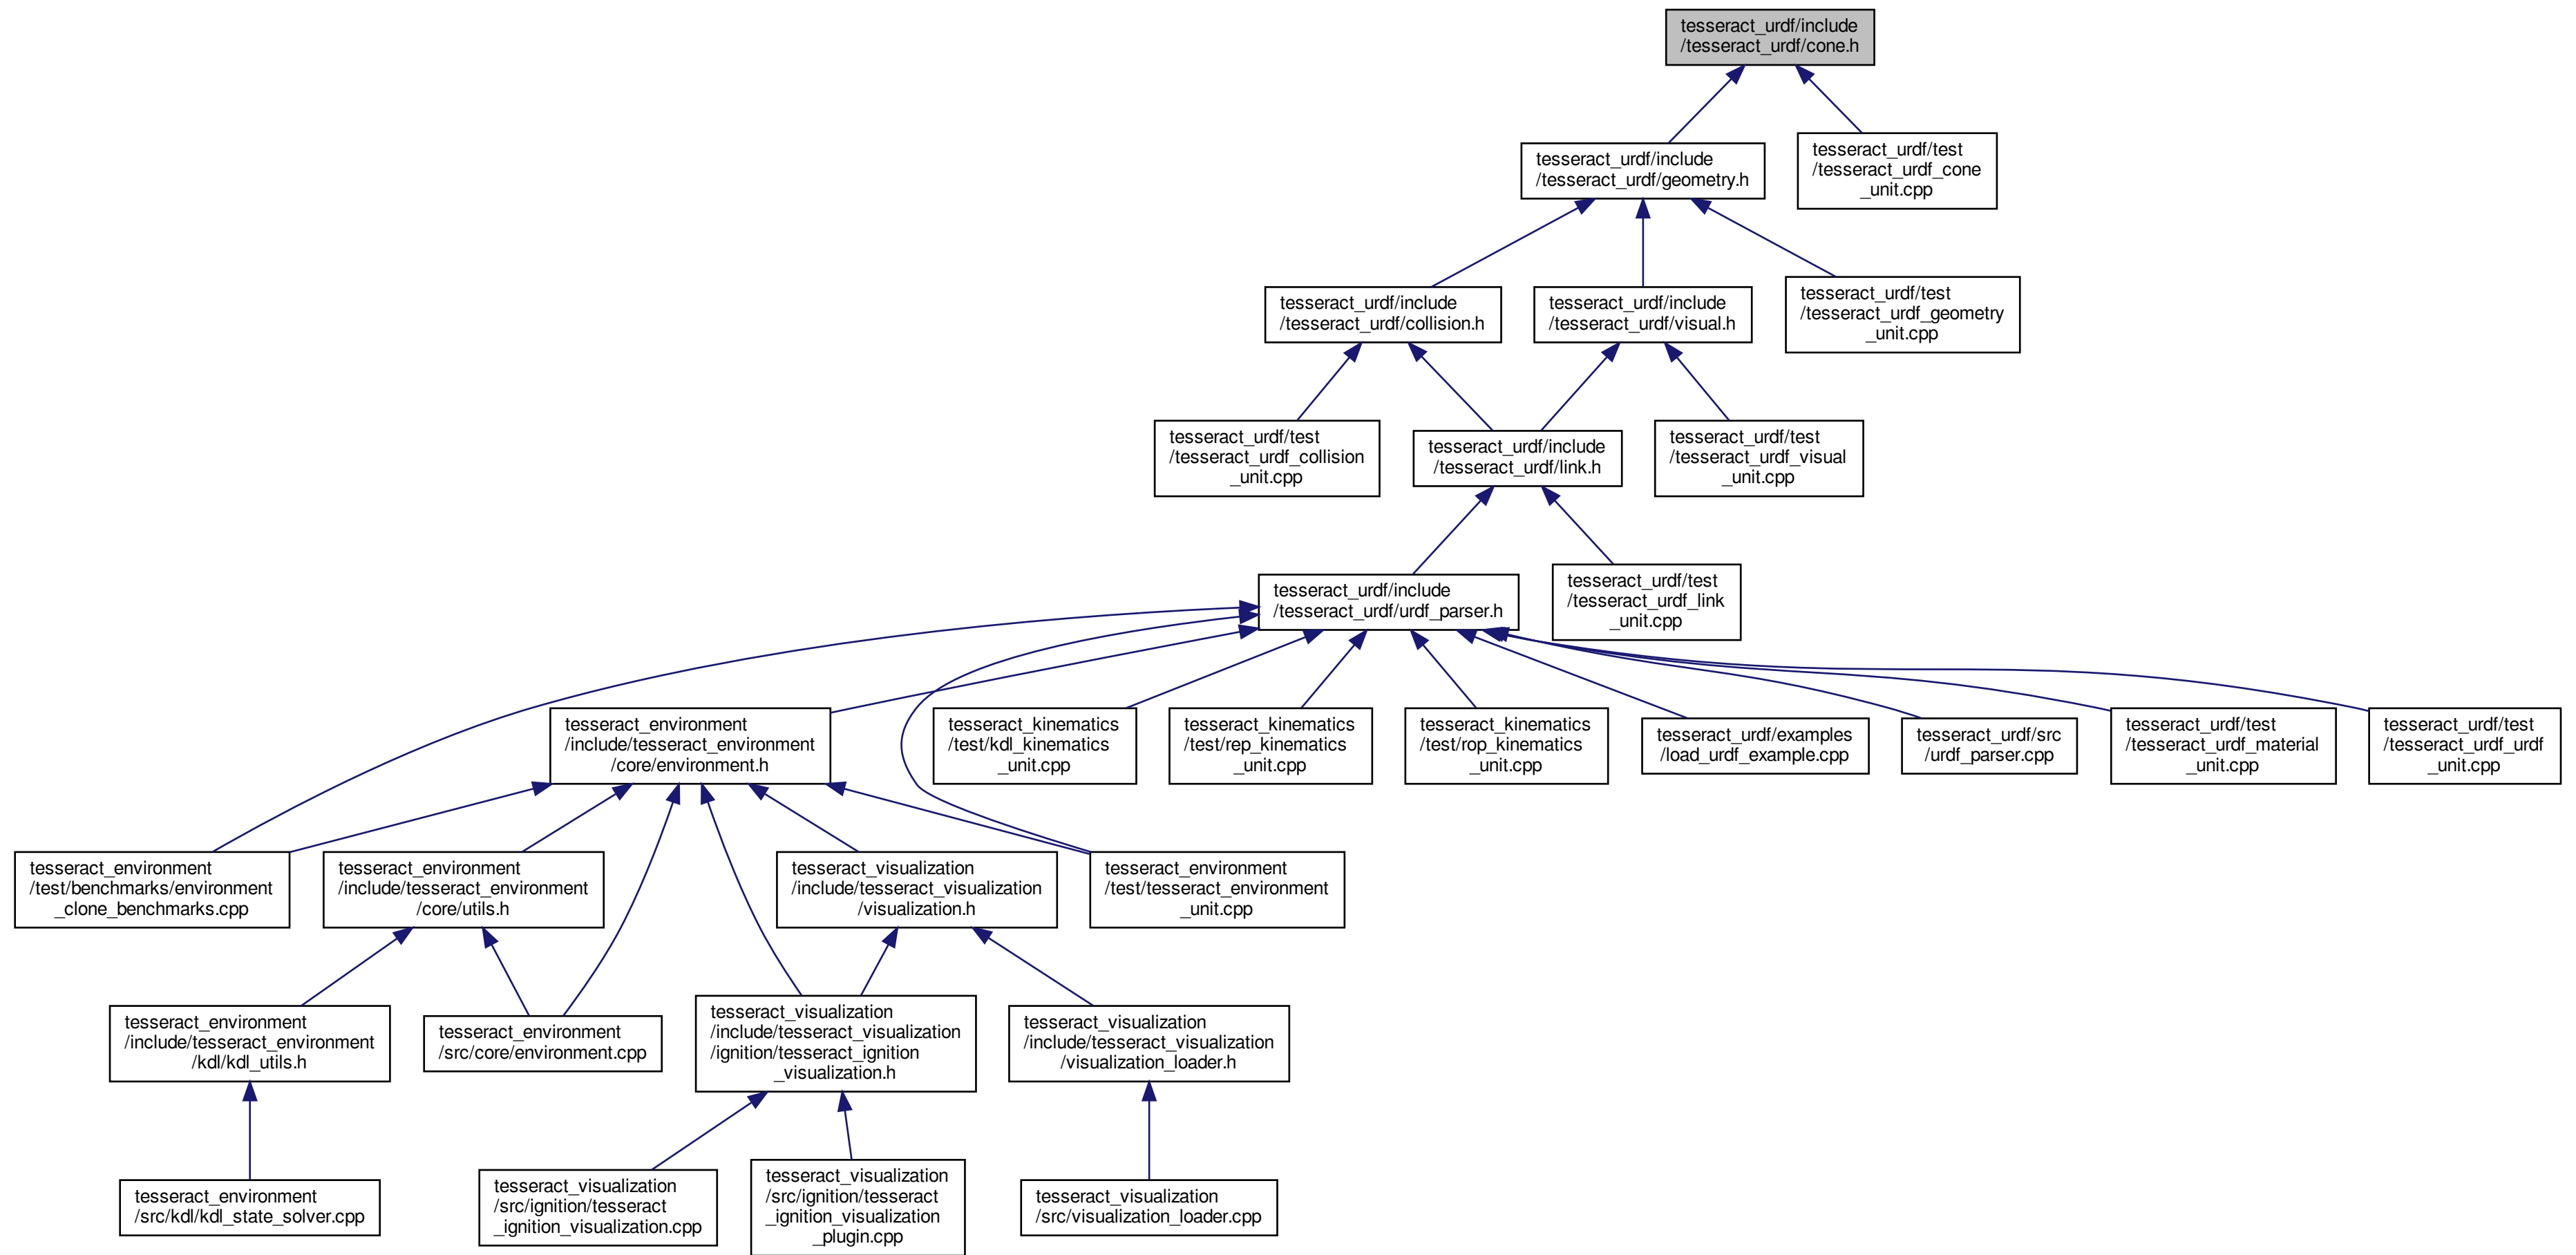 tesseract_urdf/include
/tesseract_urdf/cone.h
tesseract_urdf/include
/tesseract_urdf/geometry.h
tesseract_urdf/test
/tesseract_urdf_cone
_unit.cpp
tesseract_urdf/include
/tesseract_urdf/collision.h
tesseract_urdf/include
/tesseract_urdf/visual.h
tesseract_urdf/test
/tesseract_urdf_geometry
_unit.cpp
tesseract_urdf/test
/tesseract_urdf_collision
_unit.cpp
tesseract_urdf/include
/tesseract_urdf/link.h
tesseract_urdf/test
/tesseract_urdf_visual
_unit.cpp
tesseract_urdf/include
/tesseract_urdf/urdf_parser.h
tesseract_urdf/test
/tesseract_urdf_link
_unit.cpp
tesseract_environment
/include/tesseract_environment
/core/environment.h
tesseract_kinematics
/test/kdl_kinematics
_unit.cpp
tesseract_kinematics
/test/rep_kinematics
_unit.cpp
tesseract_kinematics
/test/rop_kinematics
_unit.cpp
tesseract_urdf/examples
/load_urdf_example.cpp
tesseract_urdf/src
/urdf_parser.cpp
tesseract_urdf/test
/tesseract_urdf_material
_unit.cpp
tesseract_urdf/test
/tesseract_urdf_urdf
_unit.cpp
tesseract_environment
/test/benchmarks/environment
_clone_benchmarks.cpp
tesseract_environment
/include/tesseract_environment
/core/utils.h
tesseract_visualization
/include/tesseract_visualization
/visualization.h
tesseract_environment
/test/tesseract_environment
_unit.cpp
tesseract_environment
/include/tesseract_environment
/kdl/kdl_utils.h
tesseract_environment
/src/core/environment.cpp
tesseract_visualization
/include/tesseract_visualization
/ignition/tesseract_ignition
_visualization.h
tesseract_visualization
/include/tesseract_visualization
/visualization_loader.h
tesseract_environment
/src/kdl/kdl_state_solver.cpp
tesseract_visualization
/src/ignition/tesseract
_ignition_visualization.cpp
tesseract_visualization
/src/ignition/tesseract
_ignition_visualization
_plugin.cpp
tesseract_visualization
/src/visualization_loader.cpp